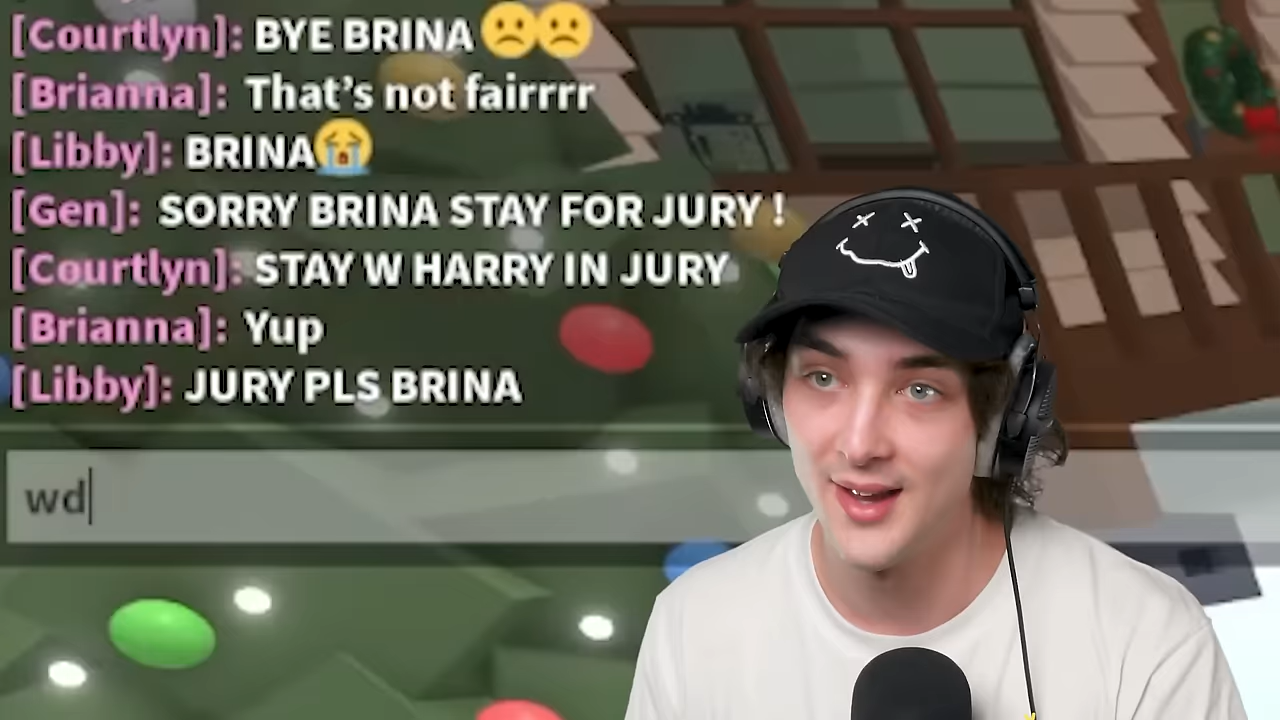 [Courtlyn]: BYE BRINA ☹️☹️
[Brianna]: That’s not fairrrr
[Libby]: BRINA😭
[Gen]: SORRY BRINA STAY FOR JURY !
[Courtlyn]: STAY W HARRY IN JURY
[Brianna]: Yup
[Libby]: JURY PLS BRINA
wd